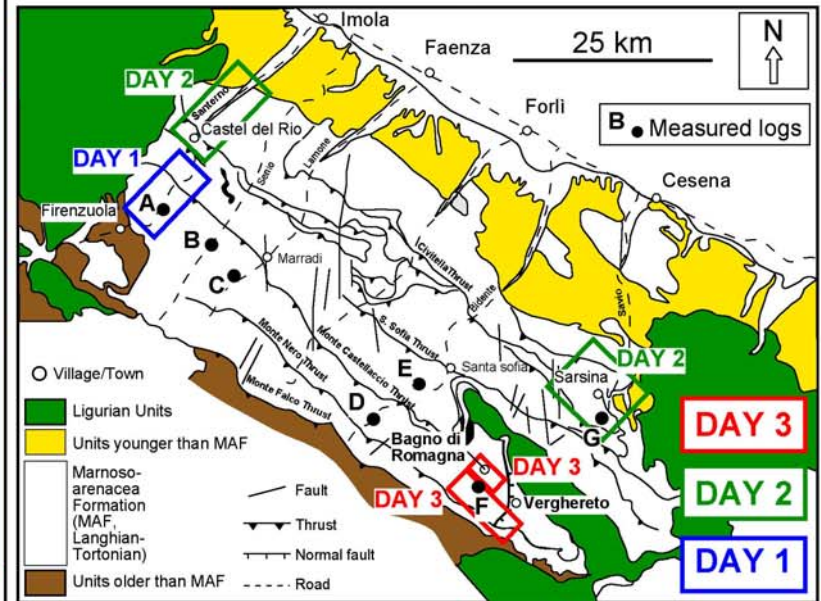 Imola
Faenza
25 km
N
DAY 2
Santerno
Castel del Rio
Forlì
B
Measured logs
Senio
Lamone
DAY 1
Cesena
Firenzuola
A
B
Marradi
C
Civitella Thrust
Bidente
Savio
S. Sofia Thrust
Monte Nero Thrust
Monte Castellaccio Thrust
Monte Falco Thrust
E
Santa sofia
DAY 2
Sarsina
D
G
Village/Town
Ligurian Units
Units younger than MAF
Marnoso-
arenacea
Formation
(MAF,
Langhian-
Tortonian)
Units older than MAF
Fault
Thrust
Normal fault
Road
Bagno di
Romagna
DAY 3
DAY 3
F
Verghereto
DAY 3
DAY 2
DAY 1